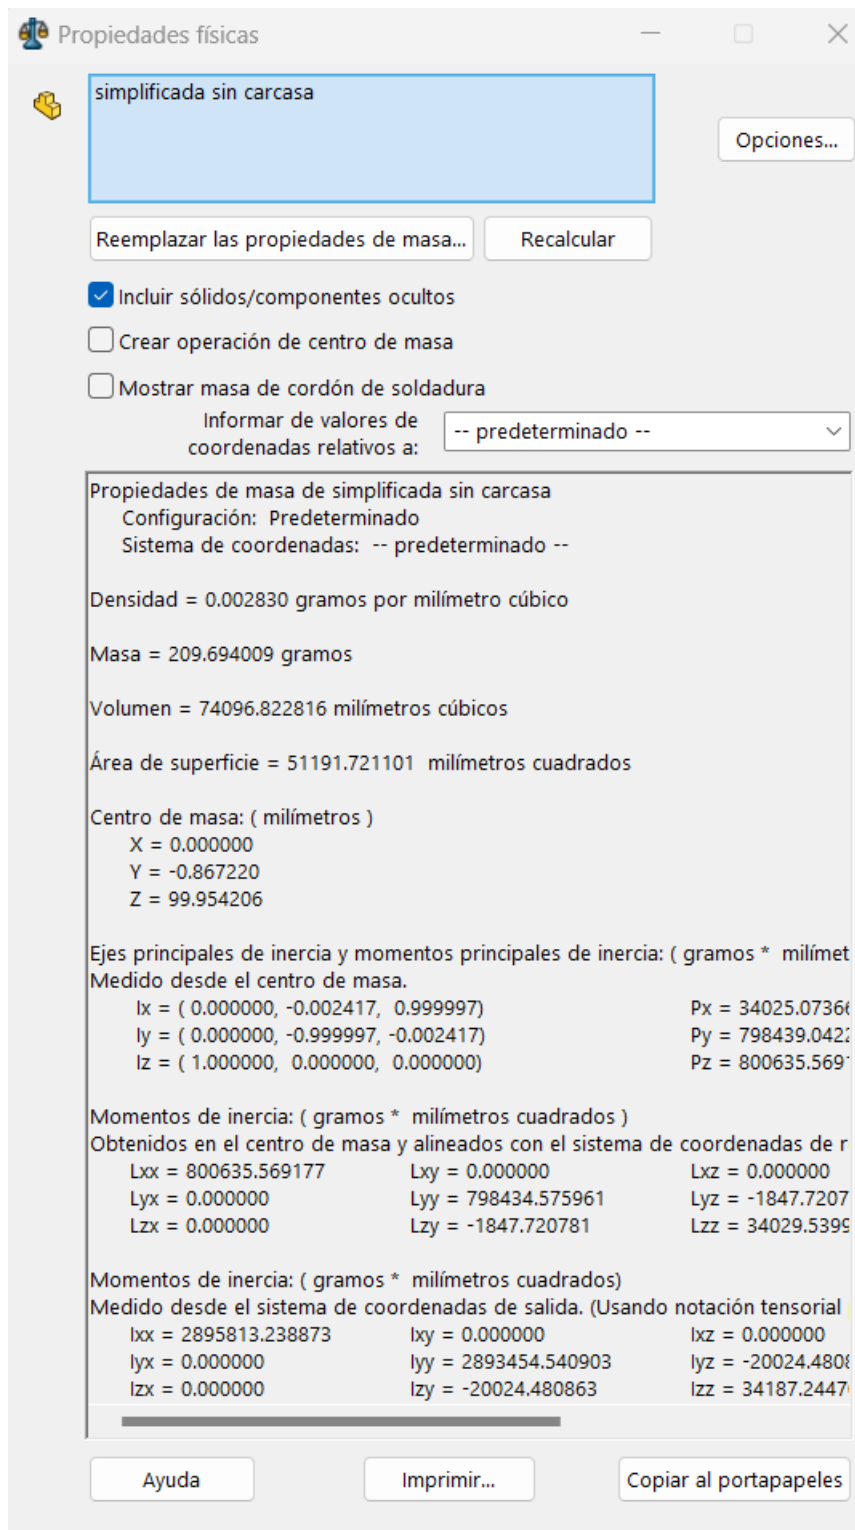 Propiedades físicas
simplificada sin carcasa
Opciones...
Reemplazar las propiedades de masa... Recalcular
Incluir sólidos/componentes ocultos
Crear operación de centro de masa
Mostrar masa de cordón de soldadura
Informar de valores de
coordenadas relativos a: -- predeterminado --
Propiedades de masa de simplificada sin carcasa
Configuración: Predeterminado
Sistema de coordenadas: -- predeterminado --
Densidad = 0.002830 gramos por milímetro cúbico
Masa = 209.694009 gramos
Volumen = 74096.822816 milímetros cúbicos
Área de superficie = 51191.721101 milímetros cuadrados
Centro de masa: ( milímetros )
X = 0.000000
Y = -0.867220
Z = 99.954206
Ejes principales de inercia y momentos principales de inercia: ( gramos * milímet
Medido desde el centro de masa.
Ix = ( 0.000000, -0.002417, 0.999997) Px = 34025.0736
Iy = ( 0.000000, -0.999997, -0.002417) Py = 798439.042
Iz = ( 1.000000, 0.000000, 0.000000) Pz = 800635.569
Momentos de inercia: ( gramos * milímetros cuadrados )
Obtenidos en el centro de masa y alineados con el sistema de coordenadas de r
Lxx = 800635.569177 Lxy = 0.000000 Lxz = 0.000000
Lyx = 0.000000 Lyy = 798434.575961 Lyz = -1847.7207
Lzx = 0.000000 Lzy = -1847.720781 Lzz = 34029.5399
Momentos de inercia: ( gramos * milímetros cuadrados)
Medido desde el sistema de coordenadas de salida. (Usando notación tensorial
Ixx = 2895813.238873 Ixy = 0.000000 Ixz = 0.000000
Iyx = 0.000000 Iyy = 2893454.540903 Iyz = -20024.480
Izx = 0.000000 Izy = -20024.480863 Izz = 34187.2447
Ayuda Imprimir... Copiar al portapapeles